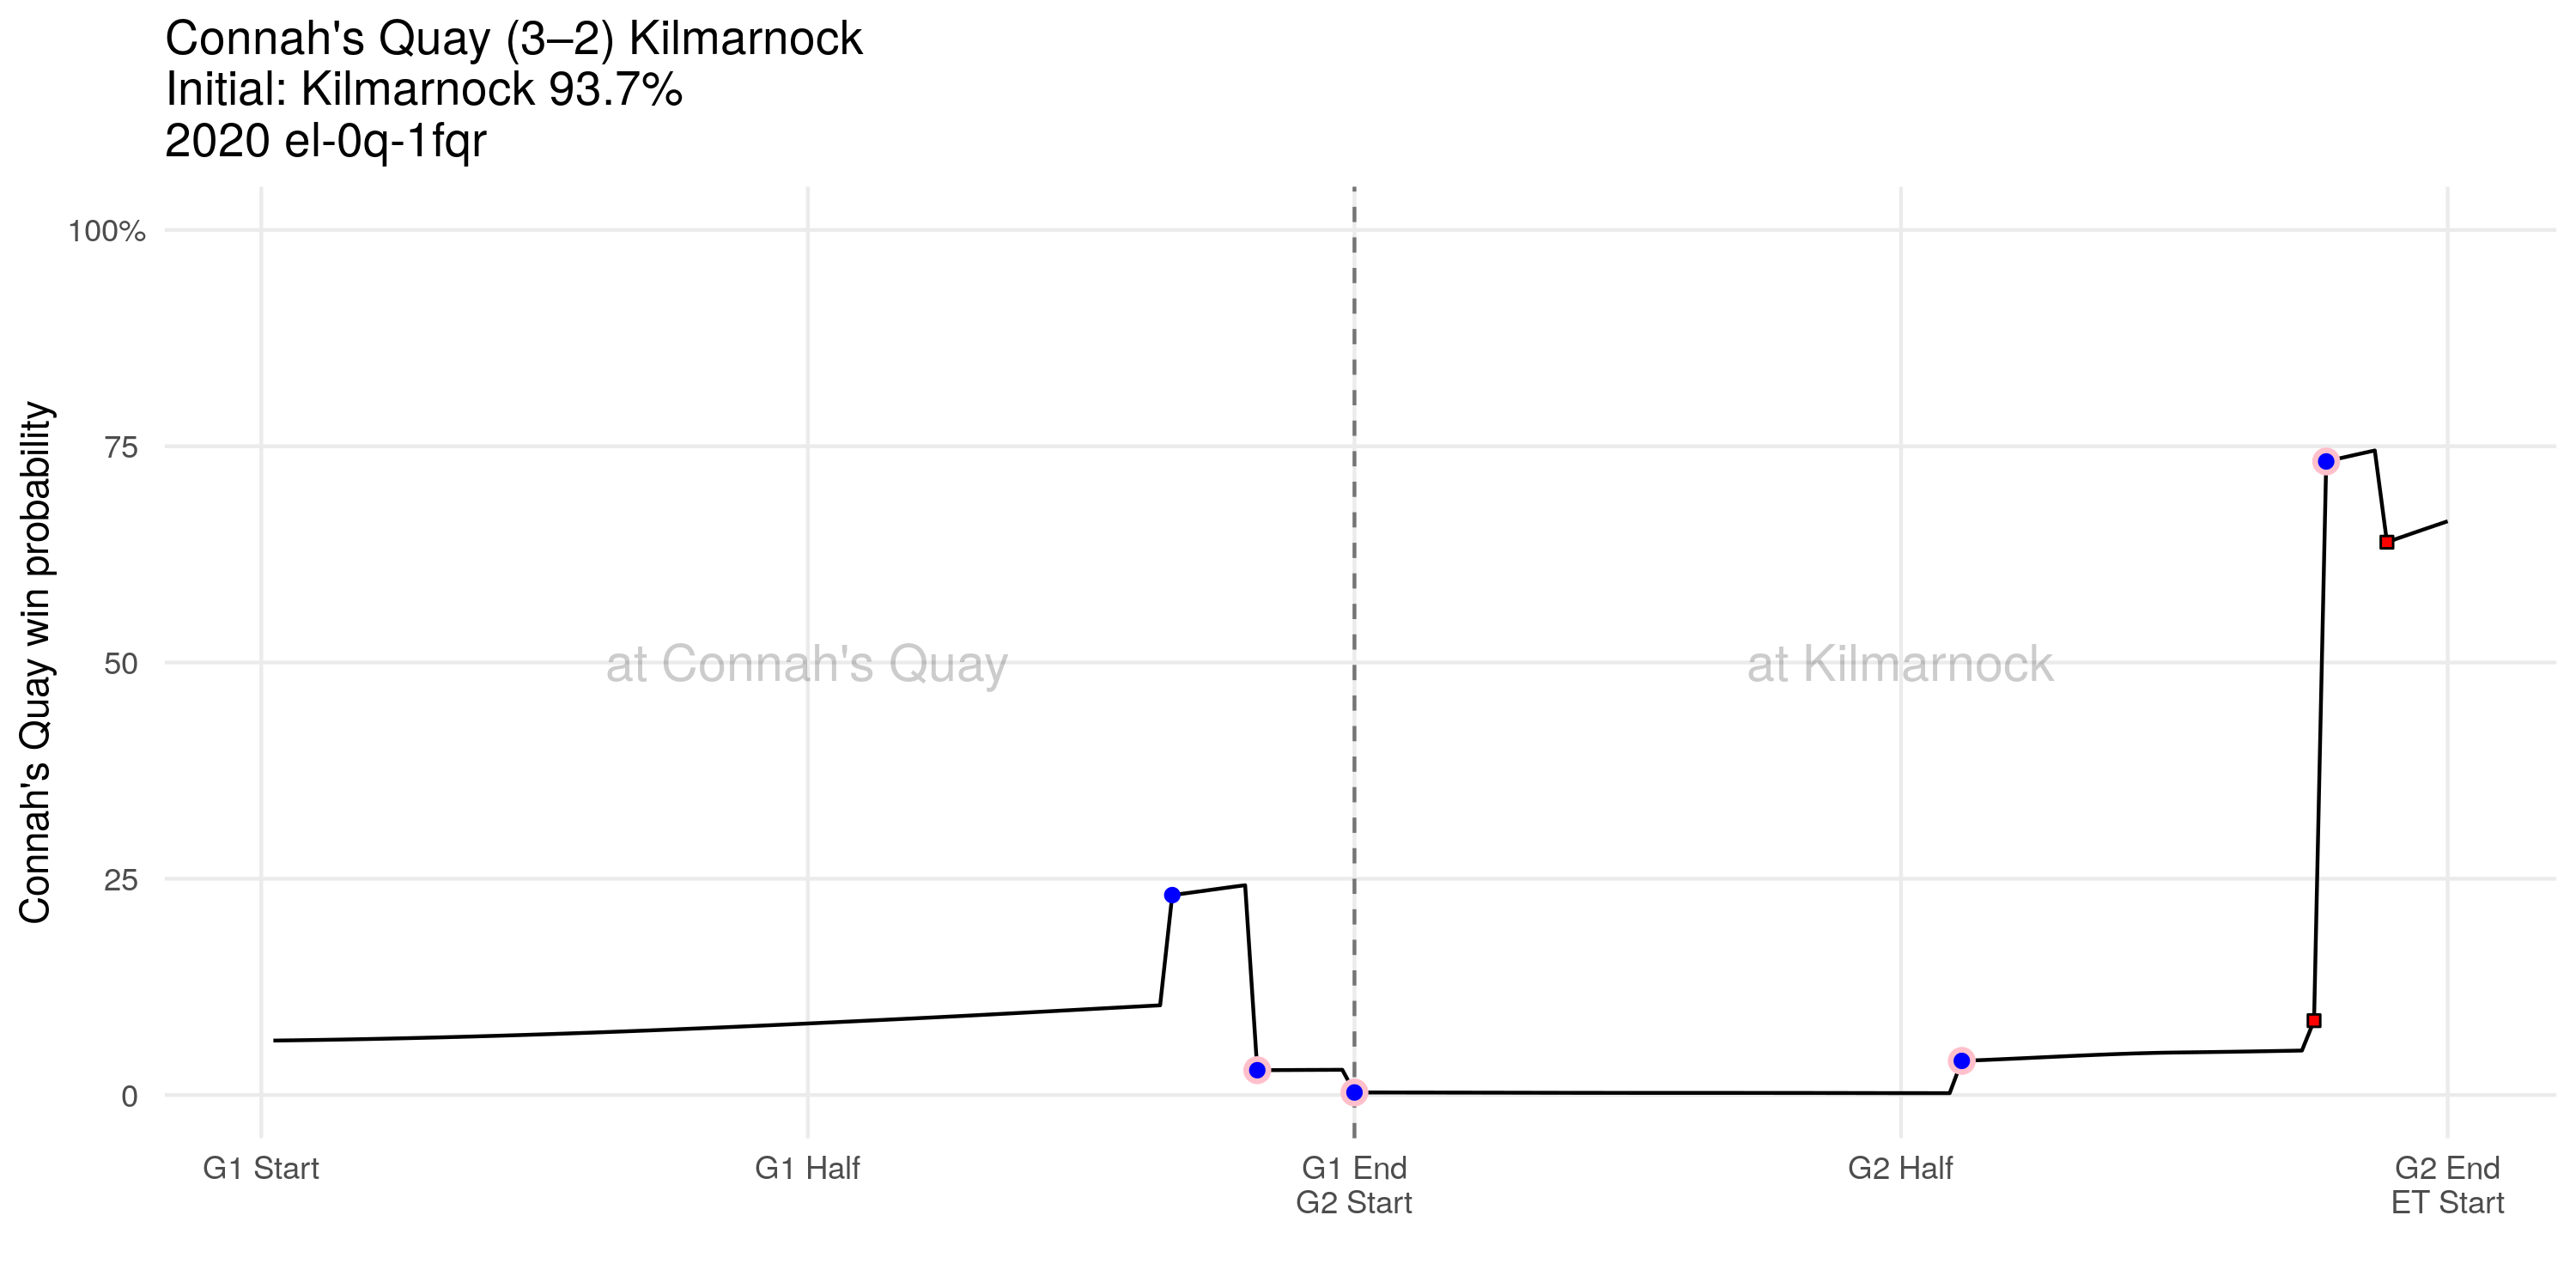 Connah's Quay (3–2) Kilmarnock
Initial: Kilmarnock 93.7%
2020 el-0q-1fqr
Connah's Quay win probability
100%
75
50
25
0
at Connah's Quay
at Kilmarnock
G1 Start
G1 Half
G1 End
G2 Start
G2 Half
G2 End
ET Start